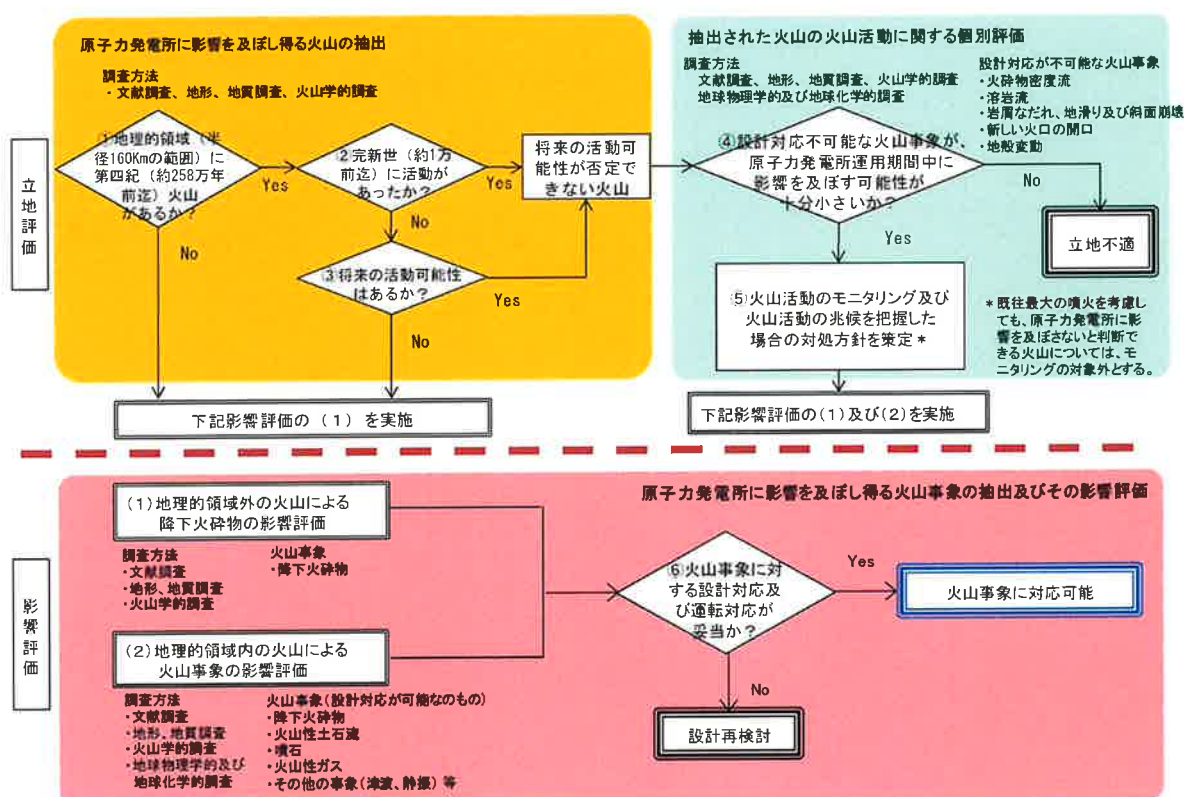 立地評価
原子力発電所に影響を及ぼし得る火山の抽出
調査方法
・文献調査、地形、地質調査、火山学的調査
①地理的領域(半
径160Kmの範囲)に
第四紀(約258万年
前迄)火山
があるか?
Yes
No
②完新世(約1万
前迄)に活動が
あったか?
Yes
No
③将来の活動可能性
はあるか?
Yes
No
将来の活動可
能性が否定で
きない火山
下記影響評価の(1)を実施
抽出された火山の火山活動に関する個別評価
調査方法
文献調査、地形、地質調査、火山学的調査
地球物理学的及び地球化学的調査
設計対応が不可能な火山事象
・火砕物密度流
・溶岩流
・岩屑なだれ、地滑り及び斜面崩壊
・新しい火口の開口
・地殻変動
④設計対応不可能な火山事象が、
原子力発電所運用期間中に
影響を及ぼす可能性が
十分小さいか?
No
Yes
立地不適
⑤火山活動のモニタリング及び
火山活動の兆候を把握した
場合の対処方針を策定*
*既往最大の噴火を考慮し
ても、原子力発電所に影
響を及ぼさないと判断で
きる火山については、モ
ニタリングの対象外とする。
下記影響評価の(1)及び(2)を実施
影響評価
原子力発電所に影響を及ぼし得る火山事象の抽出及びその影響評価
(1)地理的領域外の火山による
降下火砕物の影響評価
調査方法
・文献調査
・地形、地質調査
・火山学的調査
火山事象
・降下火砕物
(2)地理的領域内の火山による
火山事象の影響評価
調査方法
・文献調査
・地形、地質調査
・火山学的調査
・地球物理学的及び
地球化学的調査
火山事象(設計対応が可能なのもの)
・降下火砕物
・火山性土石流
・噴石
・火山性ガス
・その他の事象(津波、静振)等
⑥火山事象に対
する設計対応及
び運転対応が
妥当か?
Yes
No
火山事象に対応可能
設計再検討